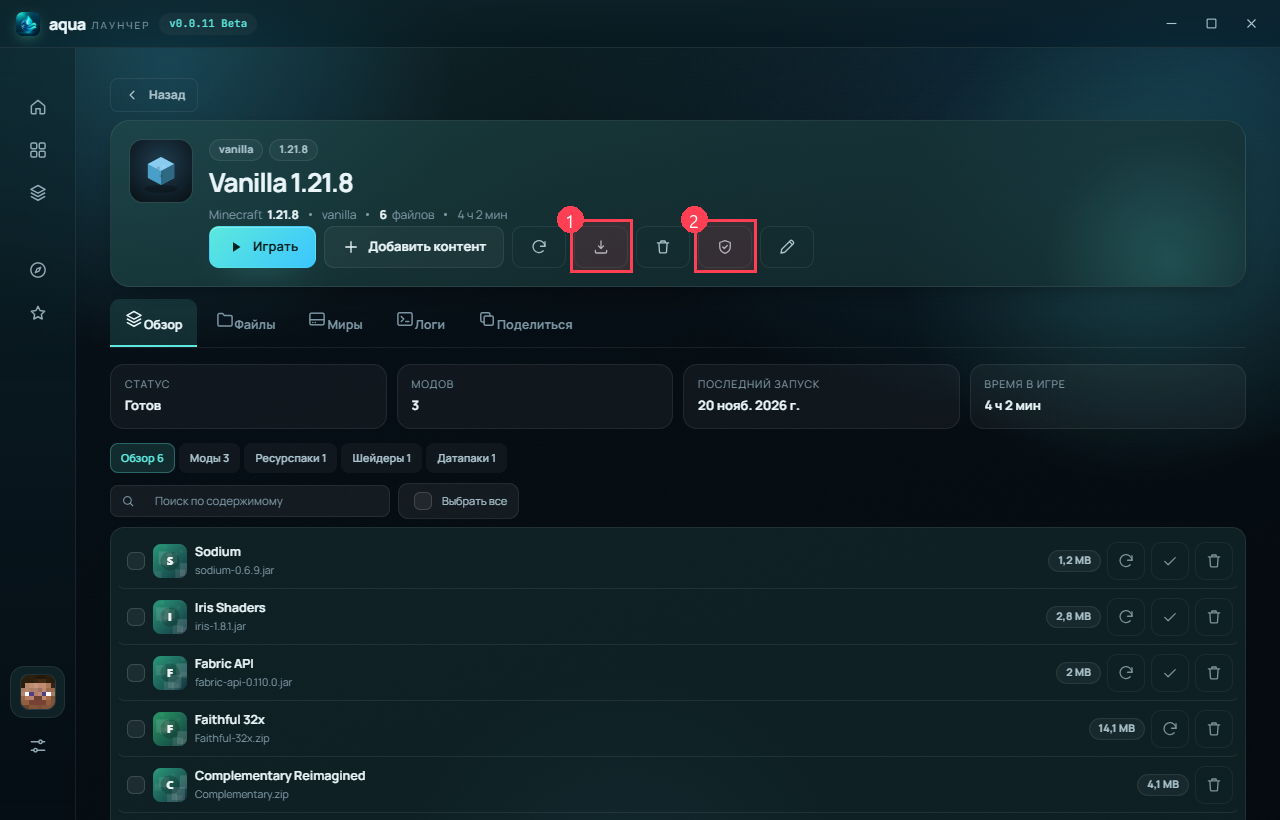 aqua ЛАУНЧЕР v0.0.11 Beta
Назад
vanilla 1.21.8
Vanilla 1.21.8
Minecraft 1.21.8 • vanilla • 6 файлов • 4 ч 2 мин
1 2
Играть Добавить контент
Обзор Файлы Миры Логи Поделиться
СТАТУС МОДОВ ПОСЛЕДНИЙ ЗАПУСК ВРЕМЯ В ИГРЕ
Готов 3 20 нояб. 2026 г. 4 ч 2 мин
Обзор 6 Моды 3 Ресурспаки 1 Шейдеры 1 Датапаки 1
Поиск по содержимому Выбрать все
S Sodium 1,2 MB
sodium-0.6.9.jar
I Iris Shaders 2,8 MB
iris-1.8.1.jar
F Fabric API 2 MB
fabric-api-0.110.0.jar
F Faithful 32x 14,1 MB
Faithful-32x.zip
C Complementary Reimagined 4,1 MB
Complementary.zip